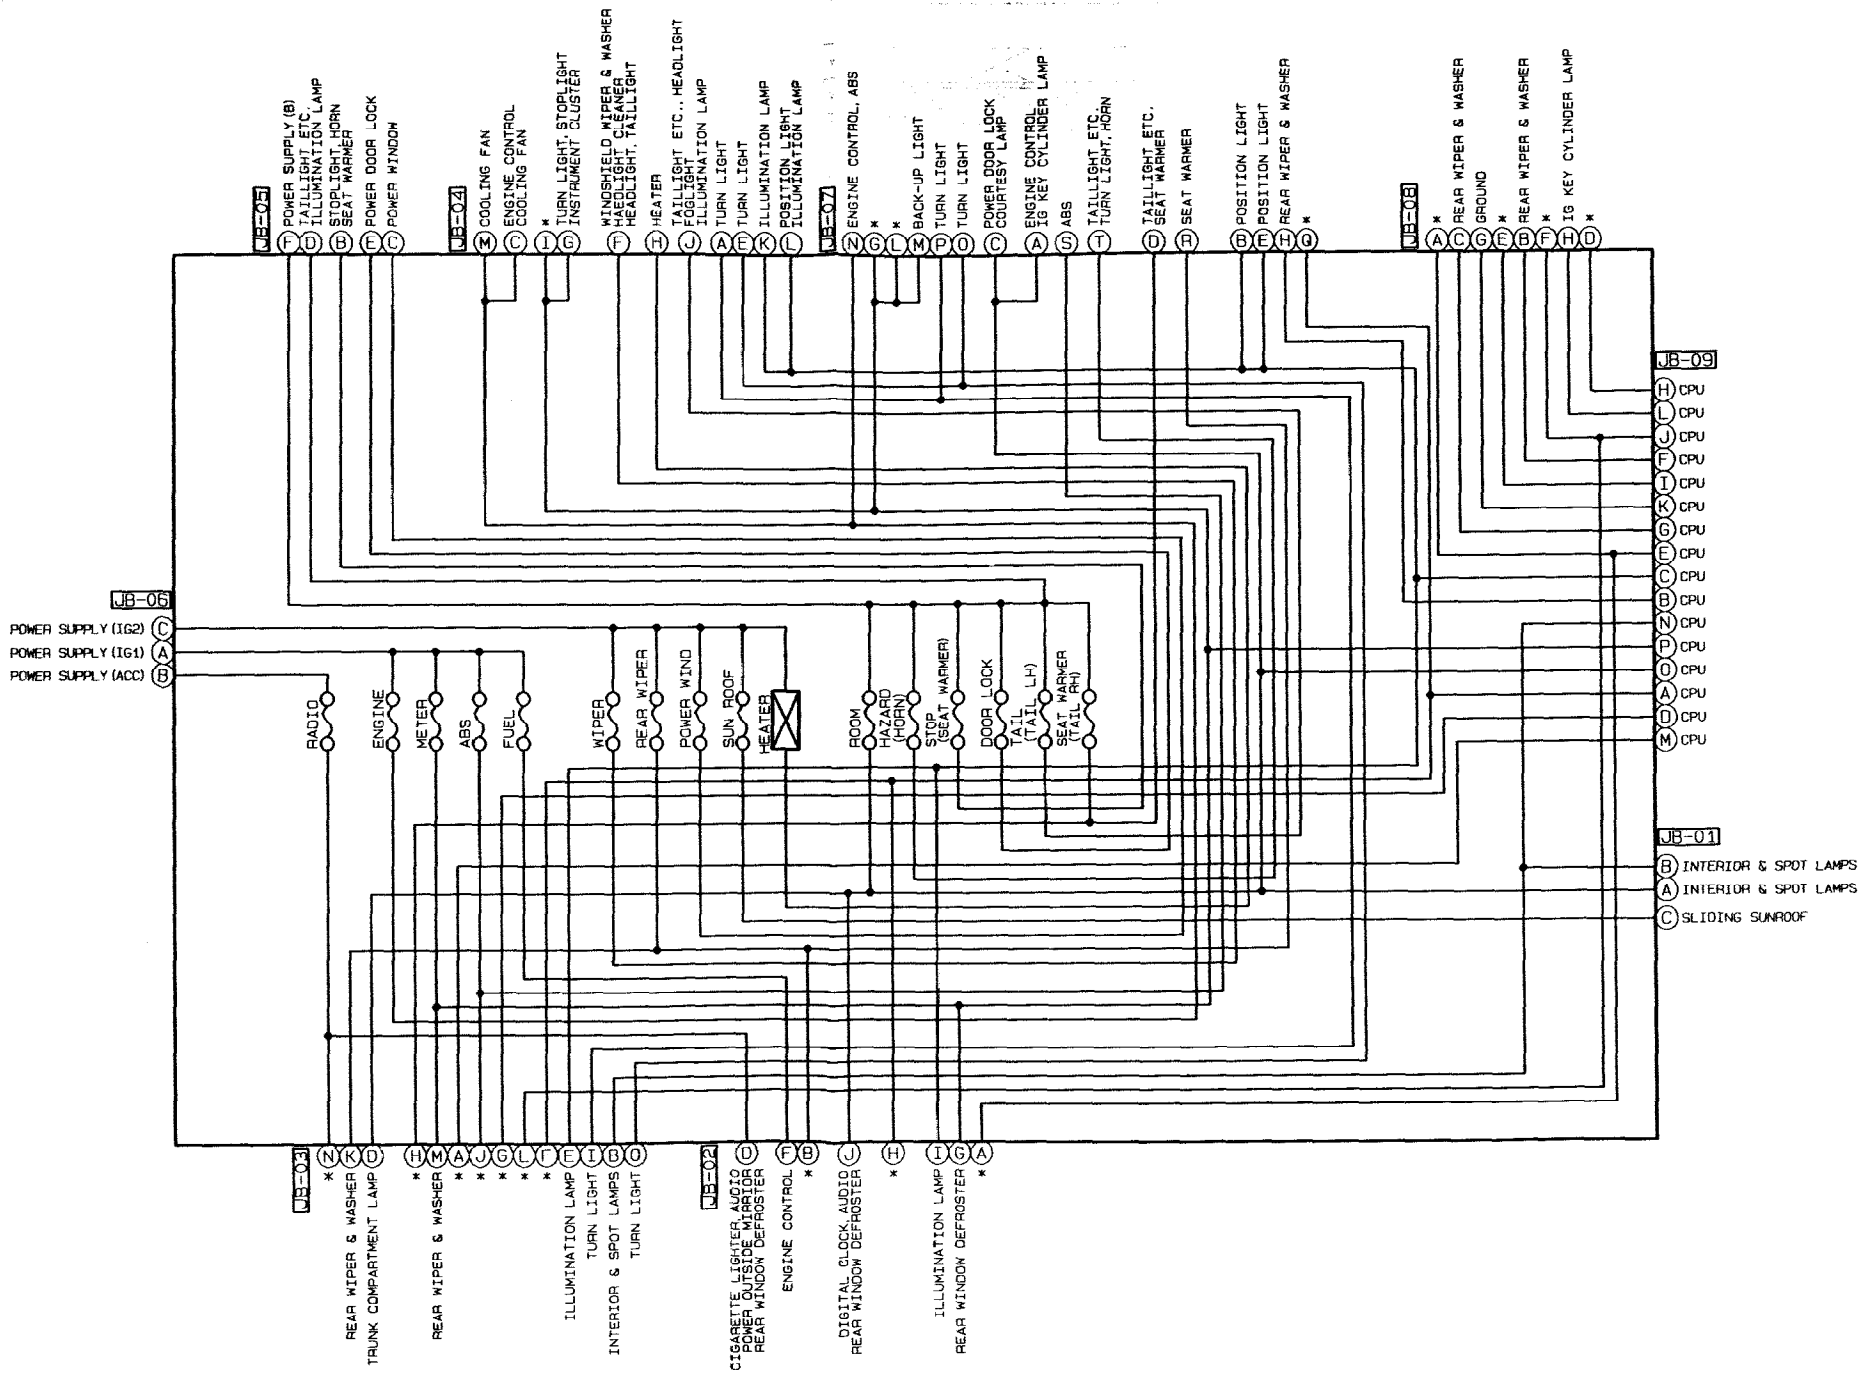 JB-05
F POWER SUPPLY (B)
D TAILLIGHT ETC.
ILLUMINATION LAMP
B STOPLIGHT, HORN
SEAT WARMER
E POWER DOOR LOCK
C POWER WINDOW
JB-04
M COOLING FAN
C ENGINE CONTROL
COOLING FAN
I *
G TURN LIGHT, STOPLIGHT
INSTRUMENT CLUSTER
F WINDSHIELD WIPER & WASHER
HAEDLIGHT CLEANER
HEADLIGHT, TAILLIGHT
H HEATER
J TAILLIGHT ETC., HEADLIGHT
FOGLIGHT
ILLUMINATION LAMP
A TURN LIGHT
E TURN LIGHT
K ILLUMINATION LAMP
L POSITION LIGHT
ILLUMINATION LAMP
JB-07
N ENGINE CONTROL, ABS
G *
L *
M BACK-UP LIGHT
P TURN LIGHT
O TURN LIGHT
C POWER DOOR LOCK
COURTESY LAMP
A ENGINE CONTROL
IG KEY CYLINDER LAMP
S ABS
T TAILLIGHT ETC.
TURN LIGHT, HORN
D TAILLIGHT ETC.
SEAT WARMER
R SEAT WARMER
B POSITION LIGHT
E POSITION LIGHT
H REAR WIPER & WASHER
Q *
JB-08
A *
C REAR WIPER & WASHER
G GROUND
E *
B REAR WIPER & WASHER
F *
H IG KEY CYLINDER LAMP
D *
JB-09
H CPU
L CPU
J CPU
F CPU
I CPU
K CPU
G CPU
E CPU
C CPU
B CPU
N CPU
P CPU
O CPU
A CPU
D CPU
M CPU
JB-06
POWER SUPPLY (IG2) C
POWER SUPPLY (IG1) A
POWER SUPPLY (ACC) B
RADIO
ENGINE
METER
ABS
FUEL
WIPER
REAR WIPER
POWER WIND
SUN ROOF
HEATER
ROOM
HAZARD
(HORN)
STOP
(SEAT WARMER)
DOOR LOCK
TAIL
(TAIL LH)
SEAT WARMER
(TAIL RH)
JB-01
B INTERIOR & SPOT LAMPS
A INTERIOR & SPOT LAMPS
C SLIDING SUNROOF
JB-03
N *
K REAR WIPER & WASHER
D TRUNK COMPARTMENT LAMP
H *
M REAR WIPER & WASHER
A *
J *
G *
L *
*
E ILLUMINATION LAMP
I TURN LIGHT
B INTERIOR & SPOT LAMPS
O TURN LIGHT
JB-02
D CIGARETTE LIGHTER, AUDIO
POWER OUTSIDE MIRRIOR
REAR WINDOW DEFROSTER
F ENGINE CONTROL
B *
J DIGITAL CLOCK, AUDIO
REAR WINDOW DEFROSTER
H *
I ILLUMINATION LAMP
G REAR WINDOW DEFROSTER
A *